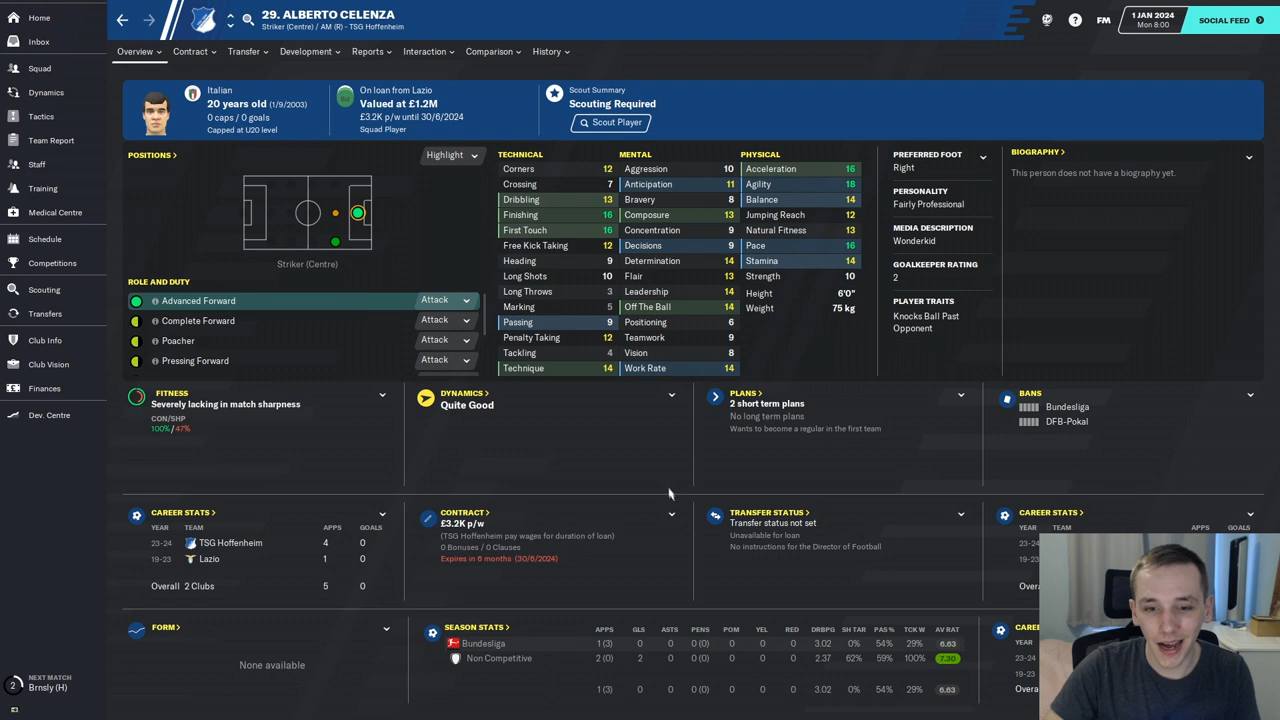 29. ALBERTO CELENZA
Striker (Centre) / AM (R) - TSG Hoffenheim
FM
1 JAN 2024
Mon 8:00
SOCIAL FEED
Home
Inbox
Squad
Dynamics
Tactics
Team Report
Staff
Training
Medical Centre
Schedule
Competitions
Scouting
Transfers
Club Info
Club Vision
Finances
Dev. Centre
2 NEXT MATCH
Brnsly (H)
Overview Contract Transfer Development Reports Interaction Comparison History
Italian
20 years old (1/9/2003)
0 caps / 0 goals
Capped at U20 level
On loan from Lazio
Valued at £1.2M
£3.2K p/w until 30/6/2024
Squad Player
Scout Summary
Scouting Required
Scout Player
POSITIONS >
Highlight
Striker (Centre)
ROLE AND DUTY
Advanced Forward Attack
Complete Forward Attack
Poacher Attack
Pressing Forward Attack
TECHNICAL
Corners 12
Crossing 7
Dribbling 13
Finishing 16
First Touch 16
Free Kick Taking 12
Heading 9
Long Shots 10
Long Throws 3
Marking 5
Passing 9
Penalty Taking 12
Tackling 4
Technique 14
MENTAL
Aggression 10
Anticipation 11
Bravery 8
Composure 13
Concentration 9
Decisions 9
Determination 14
Flair 13
Leadership 14
Off The Ball 14
Positioning 6
Teamwork 9
Vision 8
Work Rate 14
PHYSICAL
Acceleration 16
Agility 18
Balance 14
Jumping Reach 12
Natural Fitness 13
Pace 16
Stamina 14
Strength 10
Height 6'0"
Weight 75 kg
PREFERRED FOOT
Right
PERSONALITY
Fairly Professional
MEDIA DESCRIPTION
Wonderkid
GOALKEEPER RATING
2
PLAYER TRAITS
Knocks Ball Past
Opponent
BIOGRAPHY >
This person does not have a biography yet.
FITNESS
Severely lacking in match sharpness
CON/SHP
100% / 47%
DYNAMICS >
Quite Good
PLANS >
2 short term plans
No long term plans
Wants to become a regular in the first team
BANS
Bundesliga
DFB-Pokal
CAREER STATS >
YEAR TEAM APPS GOALS
23-24 TSG Hoffenheim 4 0
19-23 Lazio 1 0
Overall 2 Clubs 5 0
CONTRACT >
£3.2K p/w
(TSG Hoffenheim pay wages for duration of loan)
0 Bonuses / 0 Clauses
Expires in 6 months (30/6/2024)
TRANSFER STATUS >
Transfer status not set
Unavailable for loan
No instructions for the Director of Football
CAREER STATS >
YEAR TEAM APPS GOALS
23-24
19-23
FORM >
None available
SEASON STATS > APPS GLS ASTS PENS POM YEL RED DRBPG SH TAR PAS % TCK W AV RAT
Bundesliga 1 (3) 0 0 0 (0) 0 0 0 3.02 0% 54% 29% 6.63
Non Competitive 2 (0) 2 0 0 (0) 0 0 0 2.37 62% 59% 100% 7.30
1 (3) 0 0 0 (0) 0 0 0 3.02 0% 54% 29% 6.63
YEAR
23-24
19-23